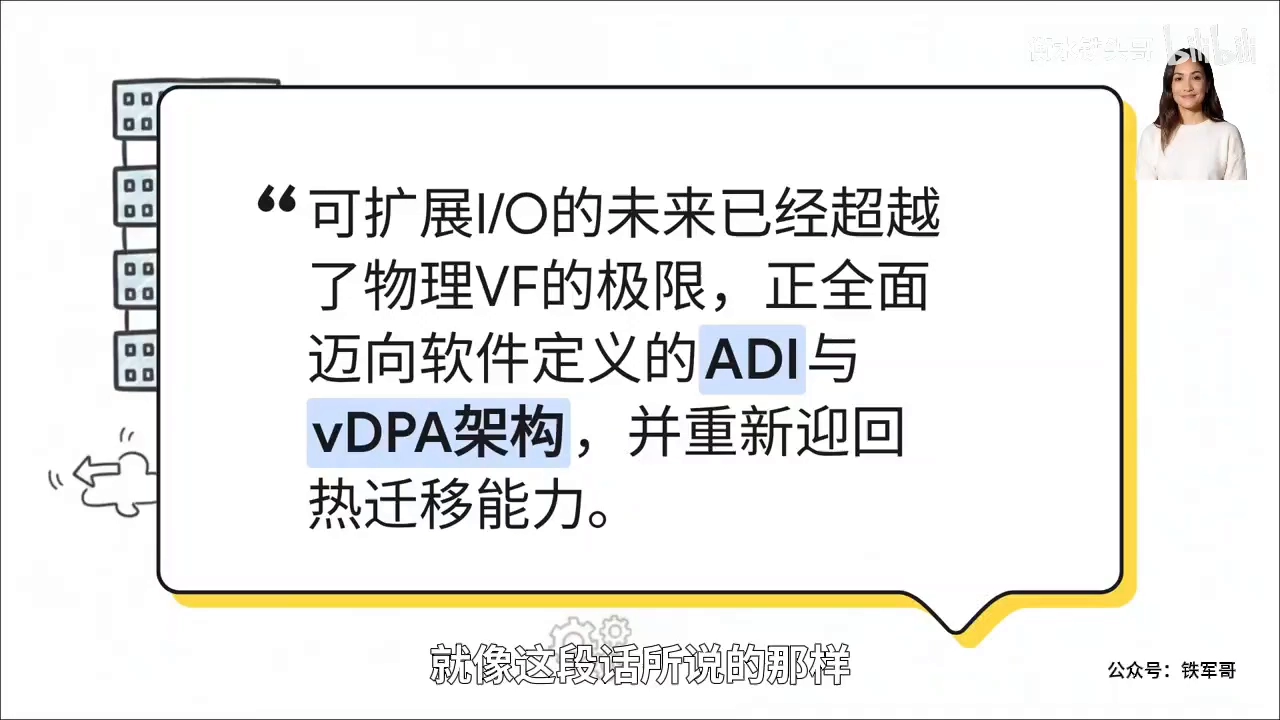 bilibili
“可扩展I/O的未来已经超越
了物理VF的极限，正全面
迈向软件定义的ADI与
vDPA架构，并重新迎回
热迁移能力。
就像这段话所说的那样
公众号：铁军哥